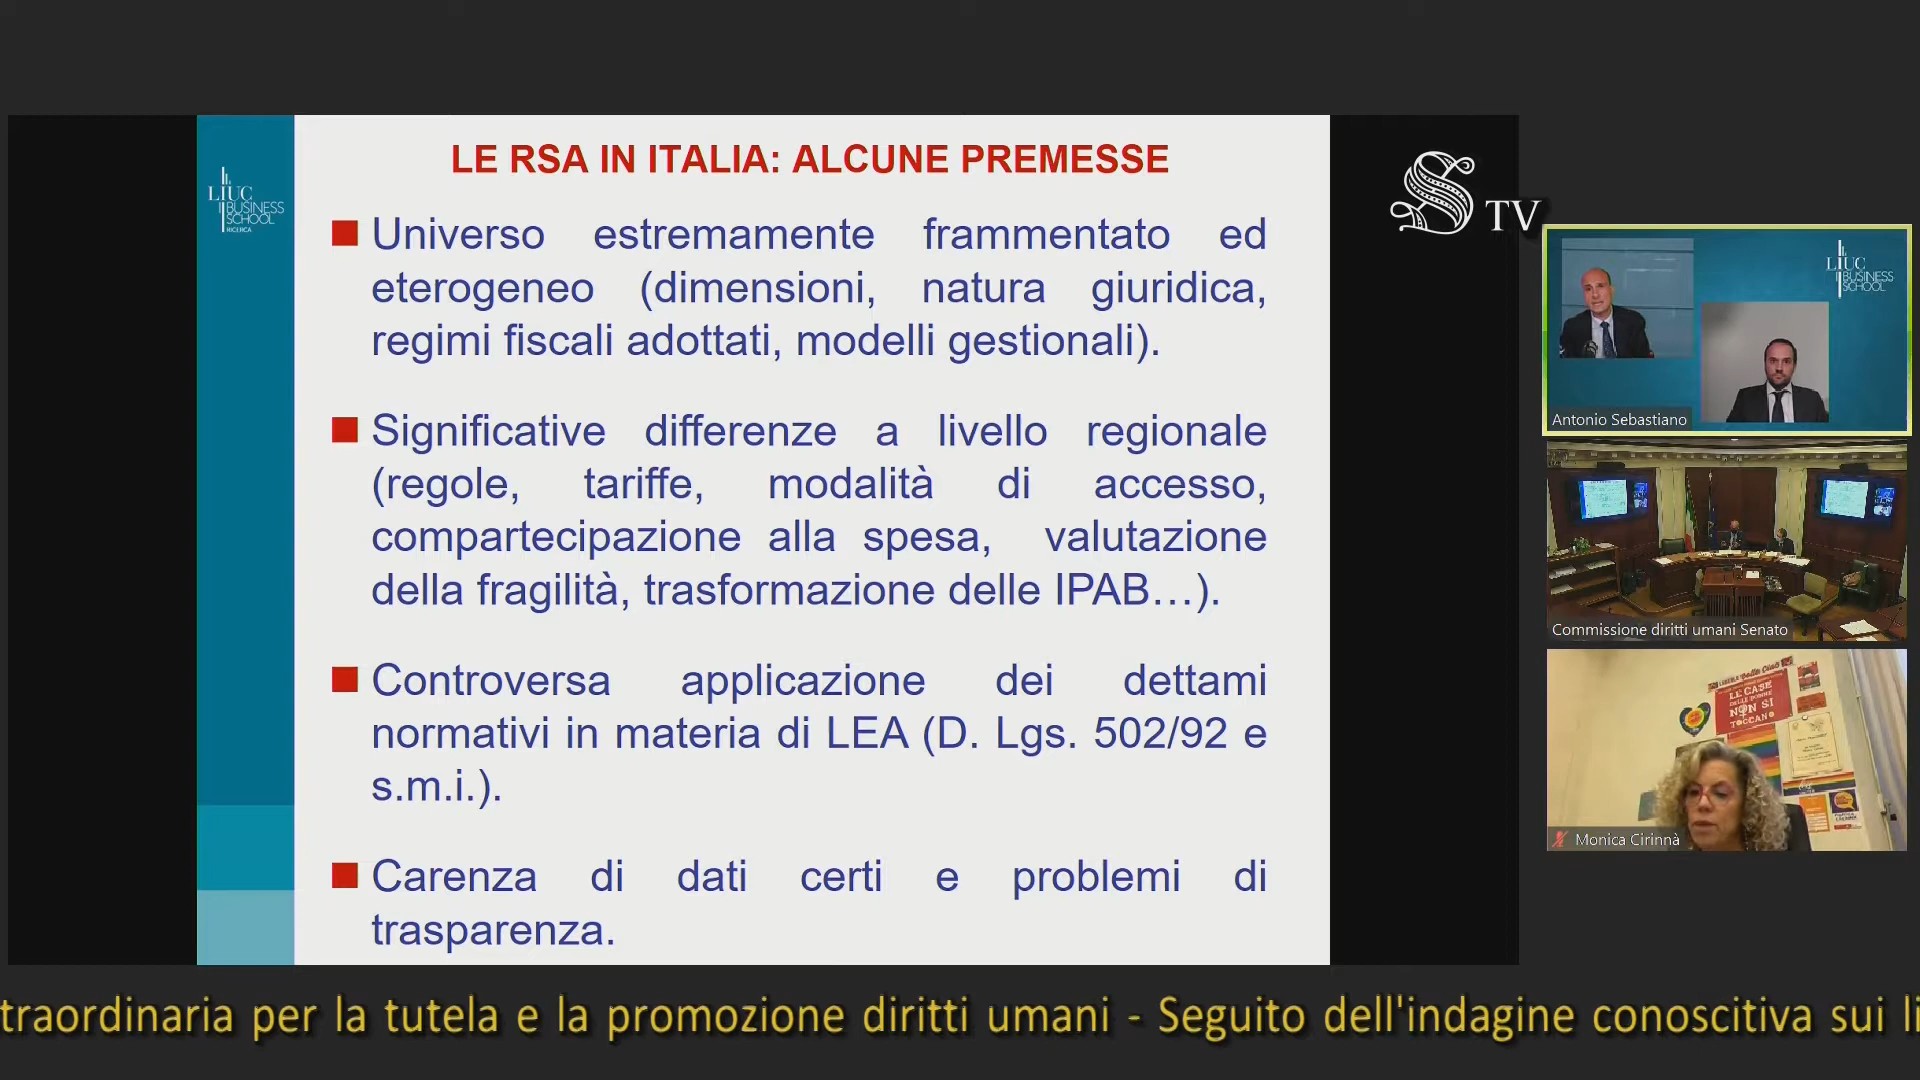 LE RSA IN ITALIA: ALCUNE PREMESSE
LIUC
BUSINESS
SCHOOL
RICERCA
Universo estremamente frammentato ed
eterogeneo (dimensioni, natura giuridica,
regimi fiscali adottati, modelli gestionali).
Significative differenze a livello regionale
(regole, tariffe, modalità di accesso,
compartecipazione alla spesa, valutazione
della fragilità, trasformazione delle IPAB…).
Controversa applicazione dei dettami
normativi in materia di LEA (D. Lgs. 502/92 e
s.m.i.).
Carenza di dati certi e problemi di
trasparenza.
S TV
LIUC
BUSINESS
SCHOOL
Antonio Sebastiano
Commissione diritti umani Senato
LE CASE
DELLE DONNE
NON SI
TOCCANO
Monica Cirinnà
traordinaria per la tutela e la promozione diritti umani - Seguito dell'indagine conoscitiva sui li